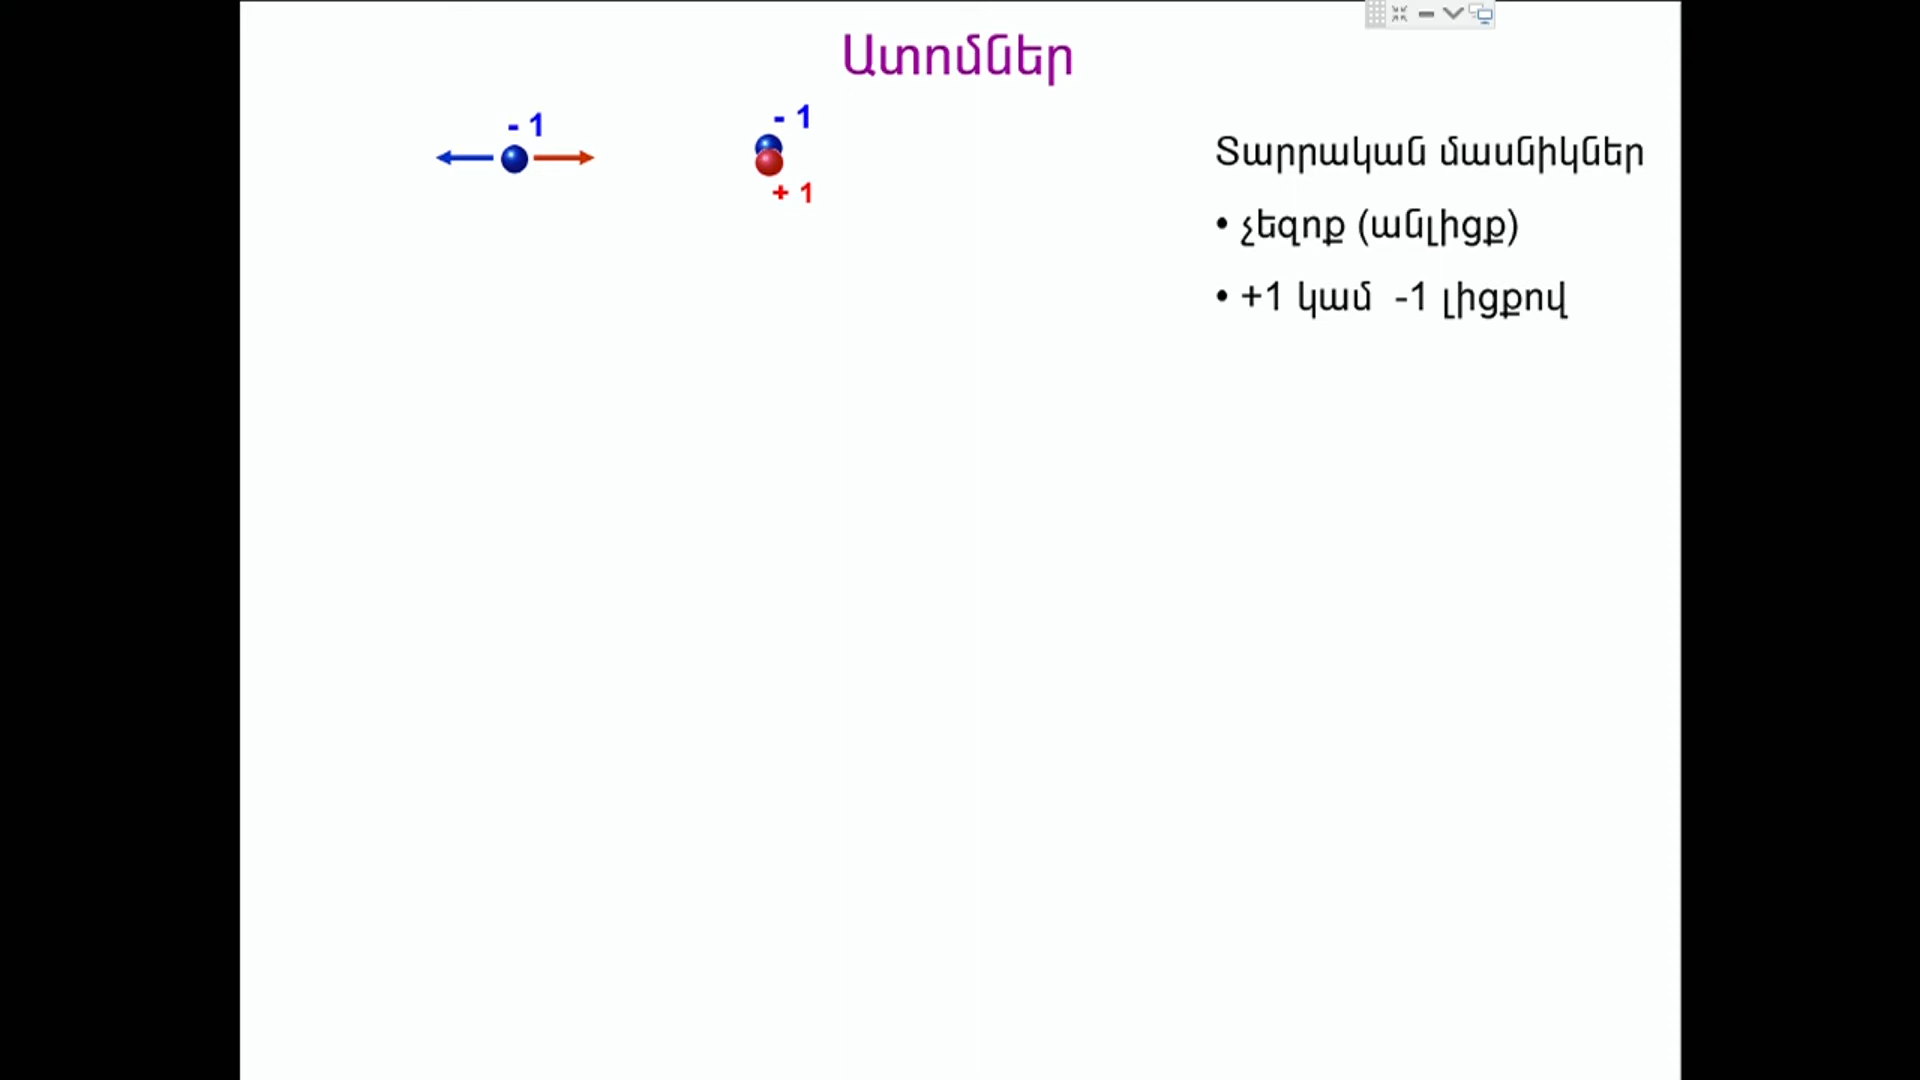 Ատոմներ
- 1
- 1
+ 1
Տարրական մասնիկներ
• չեզոք (անլիցք)
• +1 կամ -1 լիցքով